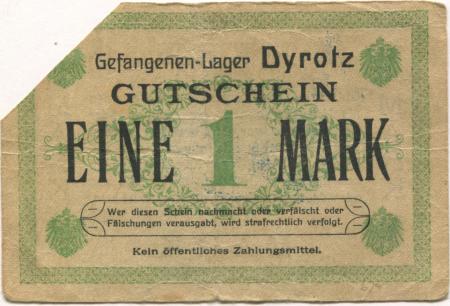 Gefangenen-Lager Dyrotz
GUTSCHEIN
EINE 1 MARK
Wer diesen Schein nachmacht oder verfälscht oder
Fälschungen verausgabt, wird strafrechtlich verfolgt.
Kein öffentliches Zahlungsmittel.